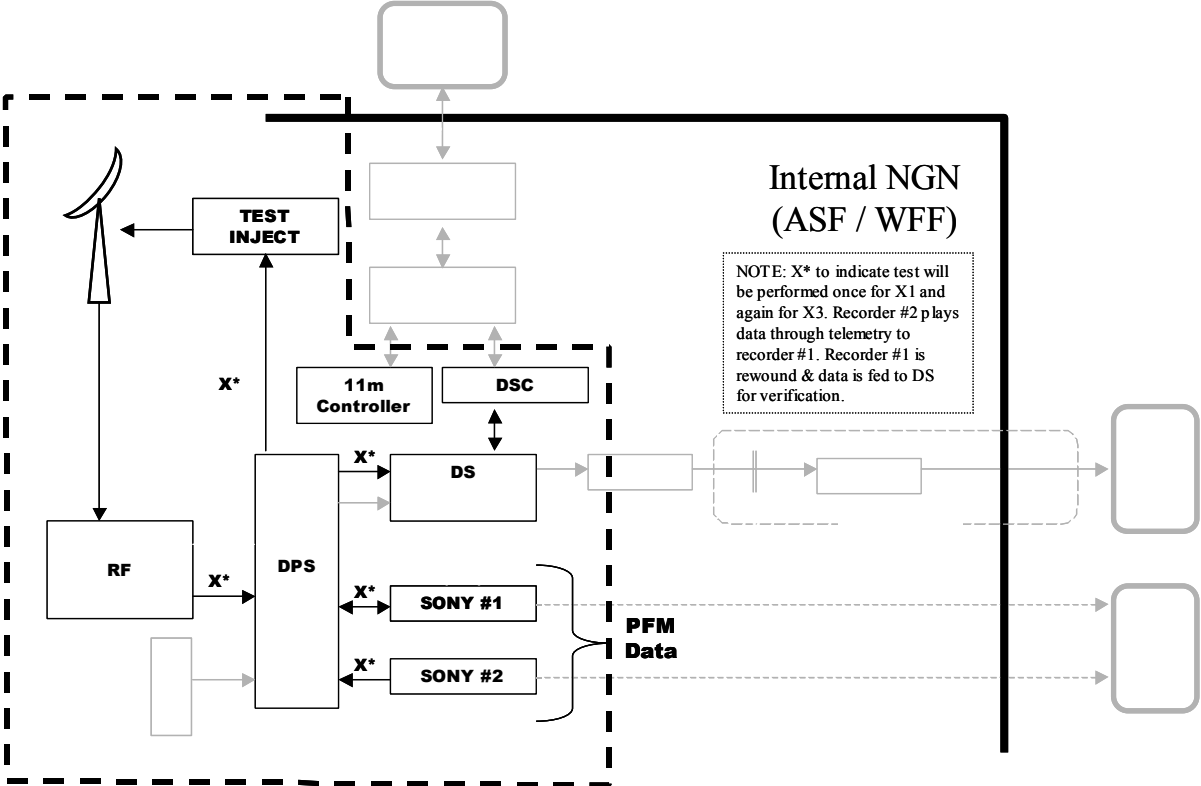 Internal NGN
(ASF / WFF)
TEST
INJECT
NOTE: X* to indicate test will
be performed once for X1 and
again for X3. Recorder #2 plays
data through telemetry to
recorder #1. Recorder #1 is
rewound & data is fed to DS
for verification.
X*
11m
Controller
DSC
X*
DS
RF
X*
DPS
X*
SONY #1
PFM
Data
X*
SONY #2